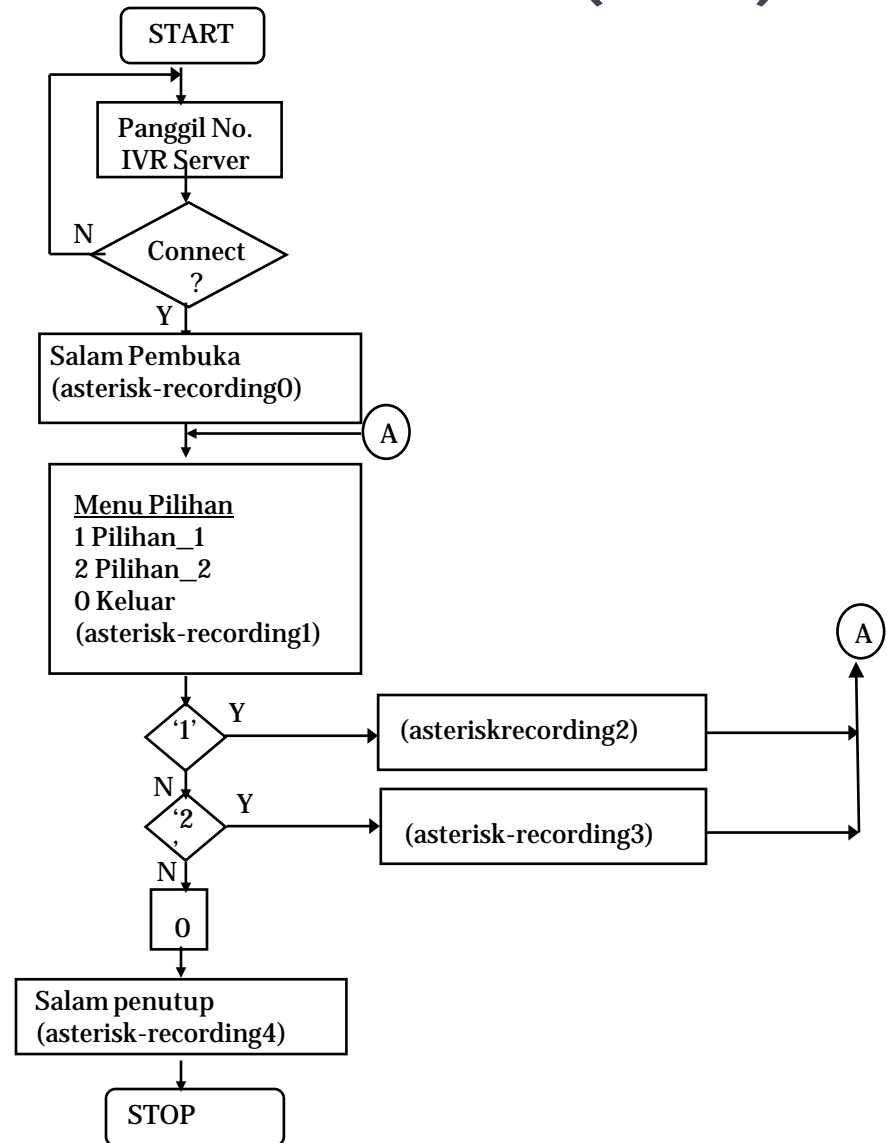 START
Panggil No.
IVR Server
N
Connect
?
Y
Salam Pembuka
(asterisk-recording0)
A
Menu Pilihan
1 Pilihan_1
2 Pilihan_2
0 Keluar
(asterisk-recording1)
A
‘1’
Y
(asteriskrecording2)
N
‘2
’
Y
(asterisk-recording3)
N
0
Salam penutup
(asterisk-recording4)
STOP